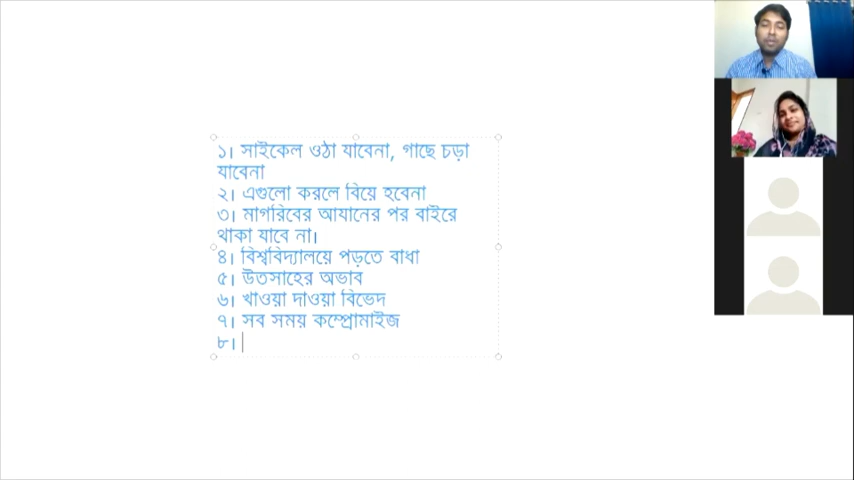 ১। সাইকেল ওঠা যাবেনা, গাছে চড়া
যাবেনা
২। এগুলো করলে বিয়ে হবেনা
৩। মাগরিবের আযানের পর বাইরে
থাকা যাবে না।
৪। বিশ্ববিদ্যালয়ে পড়তে বাধা
৫। উতসাহের অভাব
৬। খাওয়া দাওয়া বিভেদ
৭। সব সময় কম্প্রোমাইজ
৮।